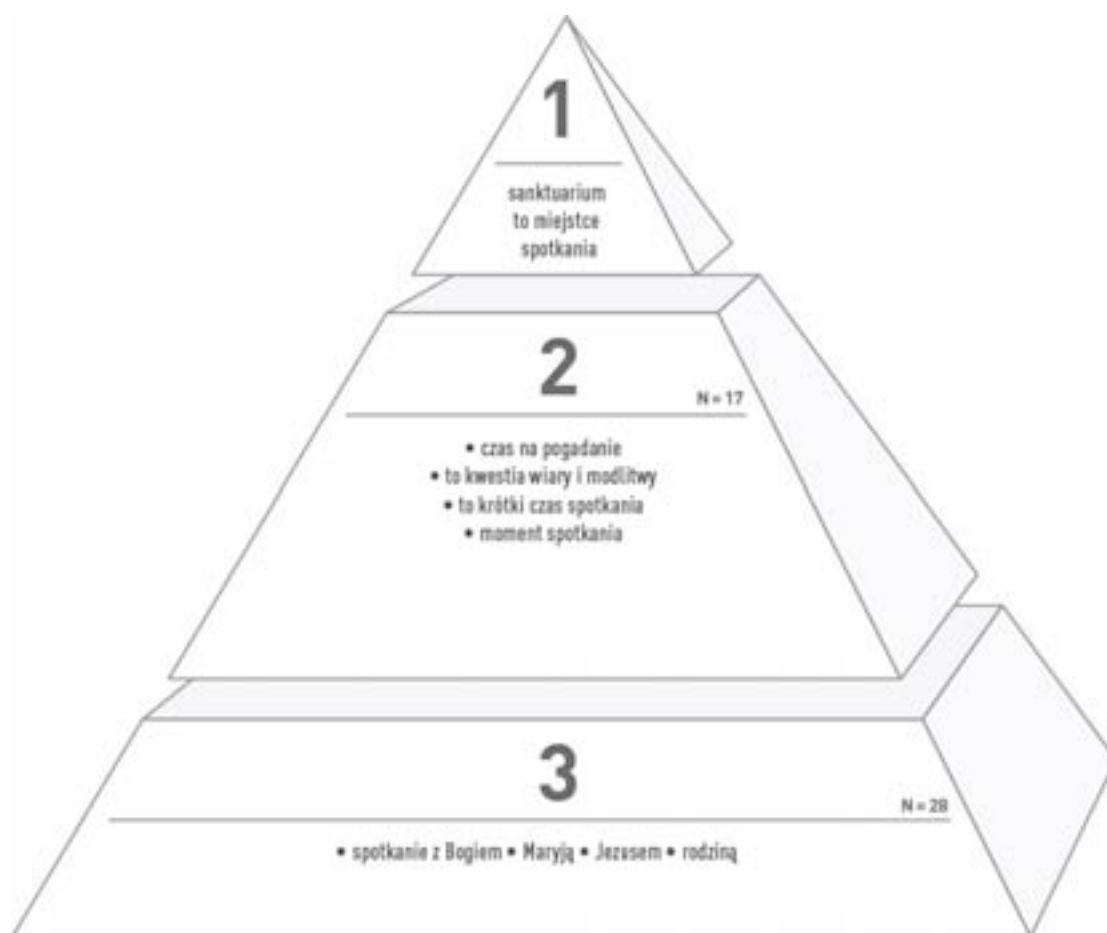 1
sanktuarium
to miejstce
spotkania
2
N = 17
• czas na pogadanie
• to kwestia wiary i modlitwy
• to krótki czas spotkania
• moment spotkania
3
N = 28
• spotkanie z Bogiem • Maryją • Jezusem • rodziną